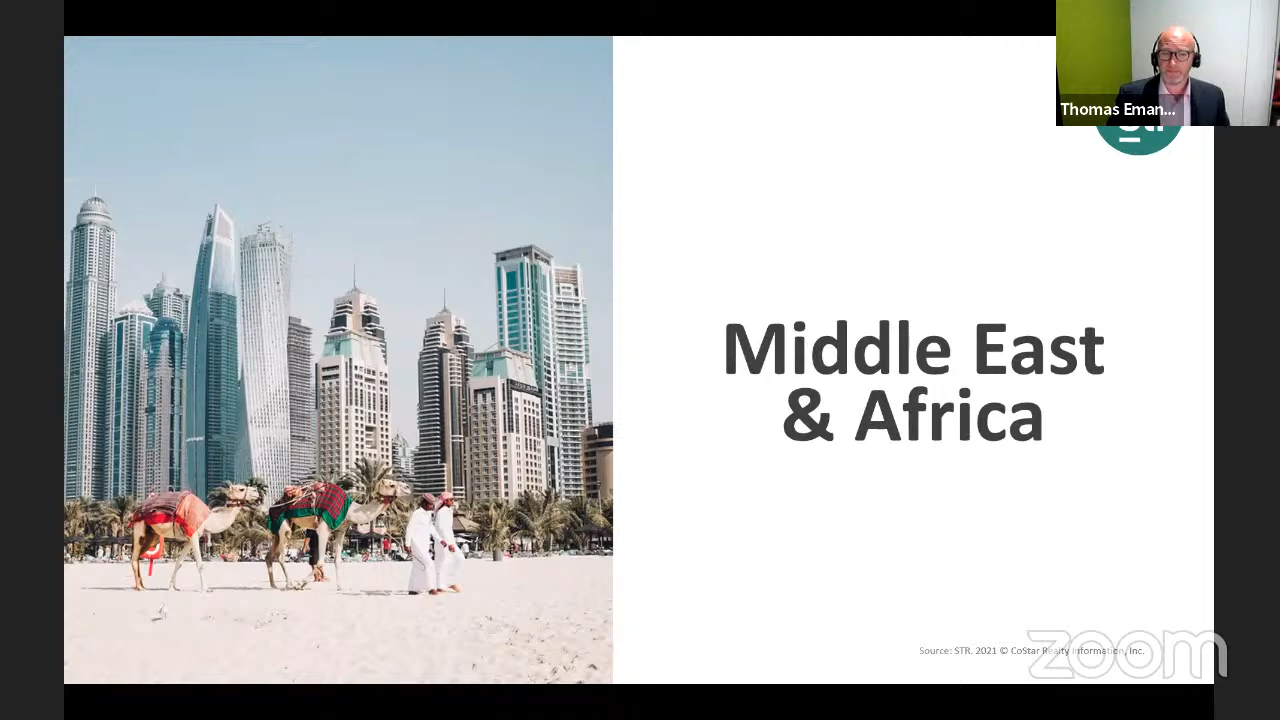 Thomas Eman...
Middle East
& Africa
Source: STR. 2021 © CoStar Realty Information, Inc.
zoom